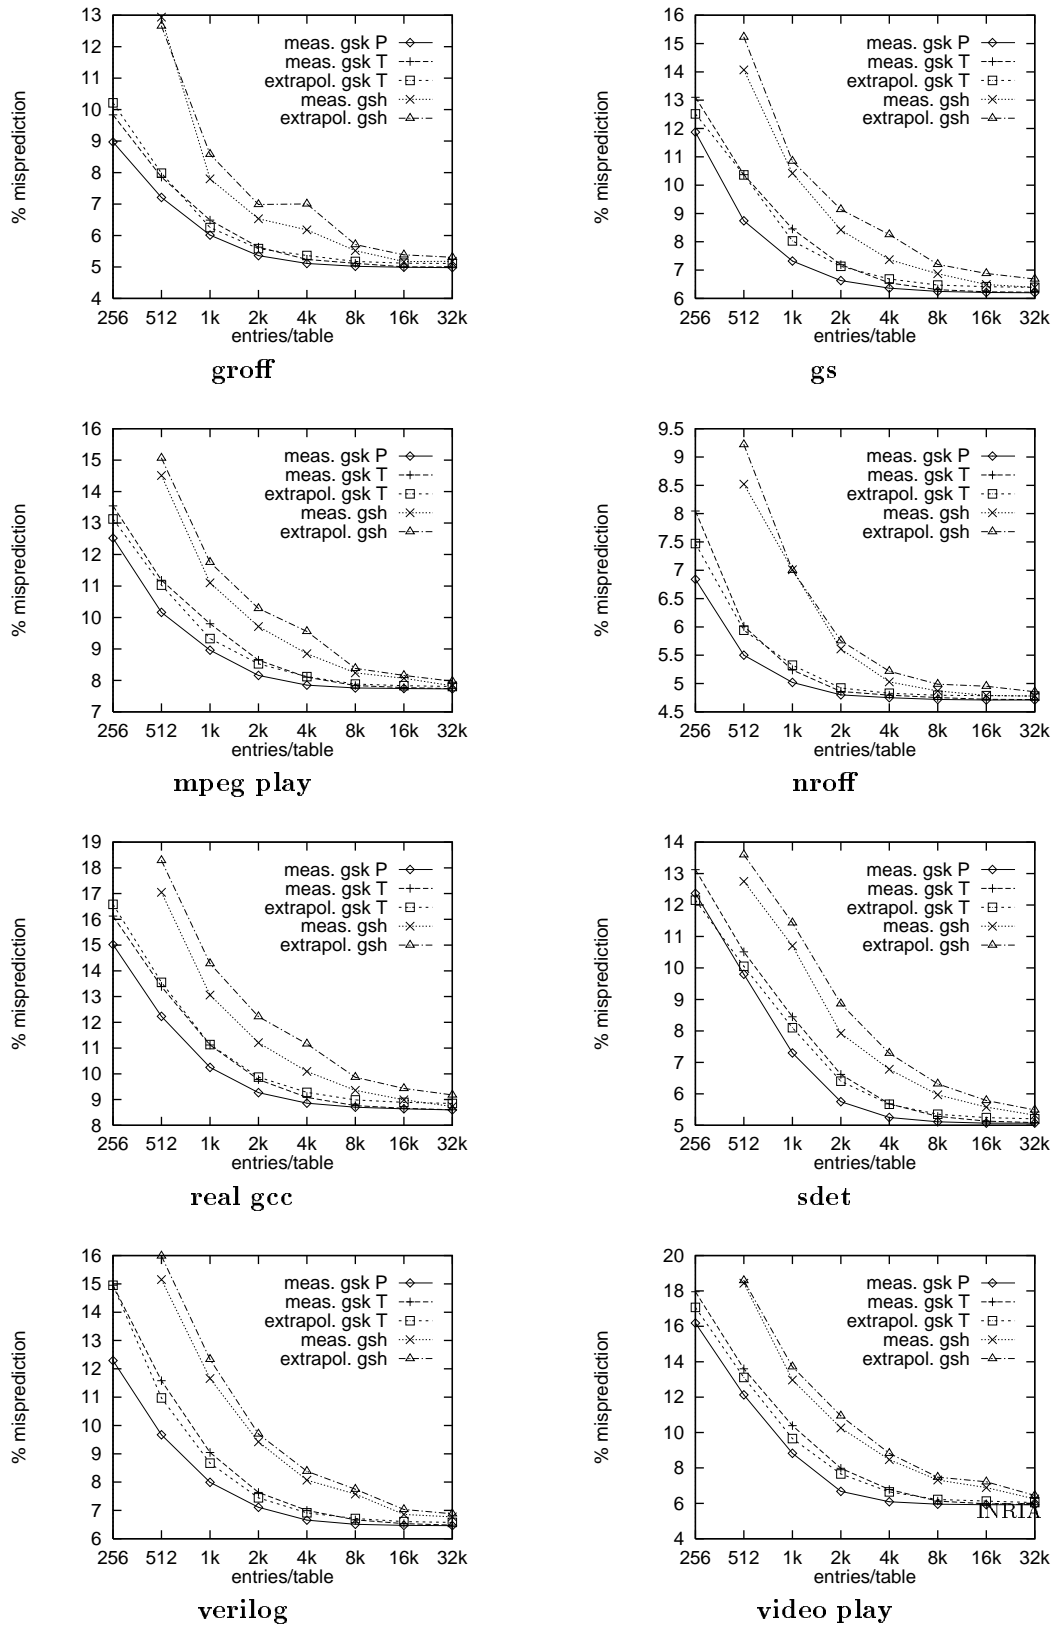 13
12
11
10
9
8
7
6
5
4
% misprediction
meas. gsk P
meas. gsk T
extrapol. gsk T
meas. gsh
extrapol. gsh
256 512 1k 2k 4k 8k 16k 32k
entries/table
groff
16
15
14
13
12
11
10
9
8
7
6
% misprediction
meas. gsk P
meas. gsk T
extrapol. gsk T
meas. gsh
extrapol. gsh
256 512 1k 2k 4k 8k 16k 32k
entries/table
gs
16
15
14
13
12
11
10
9
8
7
% misprediction
meas. gsk P
meas. gsk T
extrapol. gsk T
meas. gsh
extrapol. gsh
256 512 1k 2k 4k 8k 16k 32k
entries/table
mpeg play
9.5
9
8.5
8
7.5
7
6.5
6
5.5
5
4.5
% misprediction
meas. gsk P
meas. gsk T
extrapol. gsk T
meas. gsh
extrapol. gsh
256 512 1k 2k 4k 8k 16k 32k
entries/table
nroff
19
18
17
16
15
14
13
12
11
10
9
8
% misprediction
meas. gsk P
meas. gsk T
extrapol. gsk T
meas. gsh
extrapol. gsh
256 512 1k 2k 4k 8k 16k 32k
entries/table
real gcc
14
13
12
11
10
9
8
7
6
5
% misprediction
meas. gsk P
meas. gsk T
extrapol. gsk T
meas. gsh
extrapol. gsh
256 512 1k 2k 4k 8k 16k 32k
entries/table
sdet
16
15
14
13
12
11
10
9
8
7
6
% misprediction
meas. gsk P
meas. gsk T
extrapol. gsk T
meas. gsh
extrapol. gsh
256 512 1k 2k 4k 8k 16k 32k
entries/table
verilog
20
18
16
14
12
10
8
6
4
% misprediction
meas. gsk P
meas. gsk T
extrapol. gsk T
meas. gsh
extrapol. gsh
INRIA
256 512 1k 2k 4k 8k 16k 32k
entries/table
video play